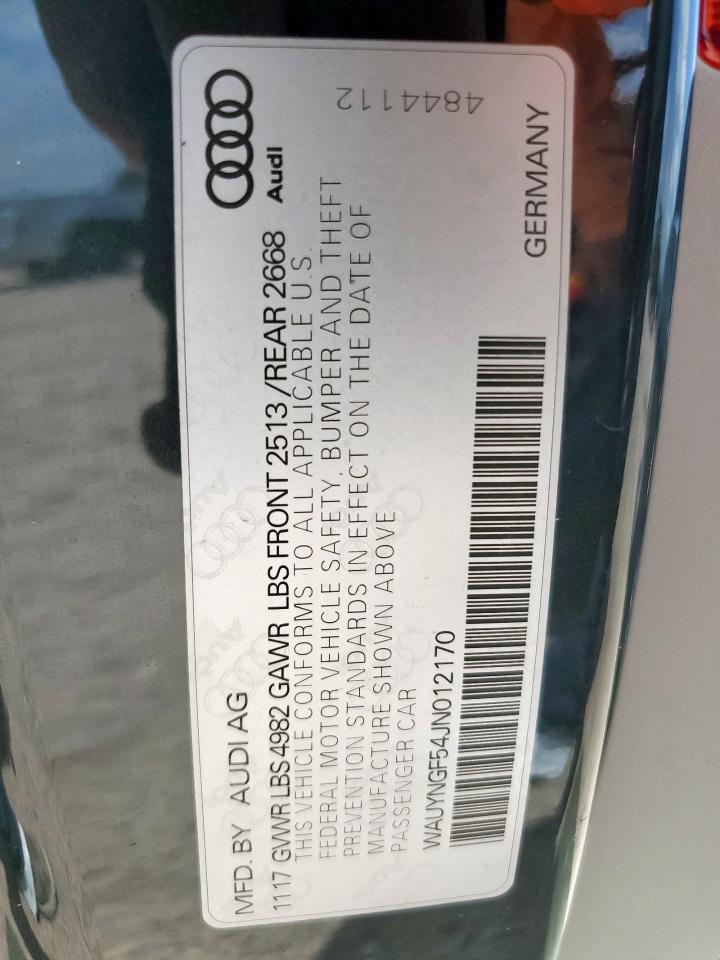 MFD. BY AUDI AG
Audi
1117 GVWR LBS 4982 GAWR LBS FRONT 2513 /REAR 2668
THIS VEHICLE CONFORMS TO ALL APPLICABLE U.S.
FEDERAL MOTOR VEHICLE SAFETY, BUMPER AND THEFT
PREVENTION STANDARDS IN EFFECT ON THE DATE OF
MANUFACTURE SHOWN ABOVE
PASSENGER CAR
4844112
WAUYNGF54JN012170
GERMANY